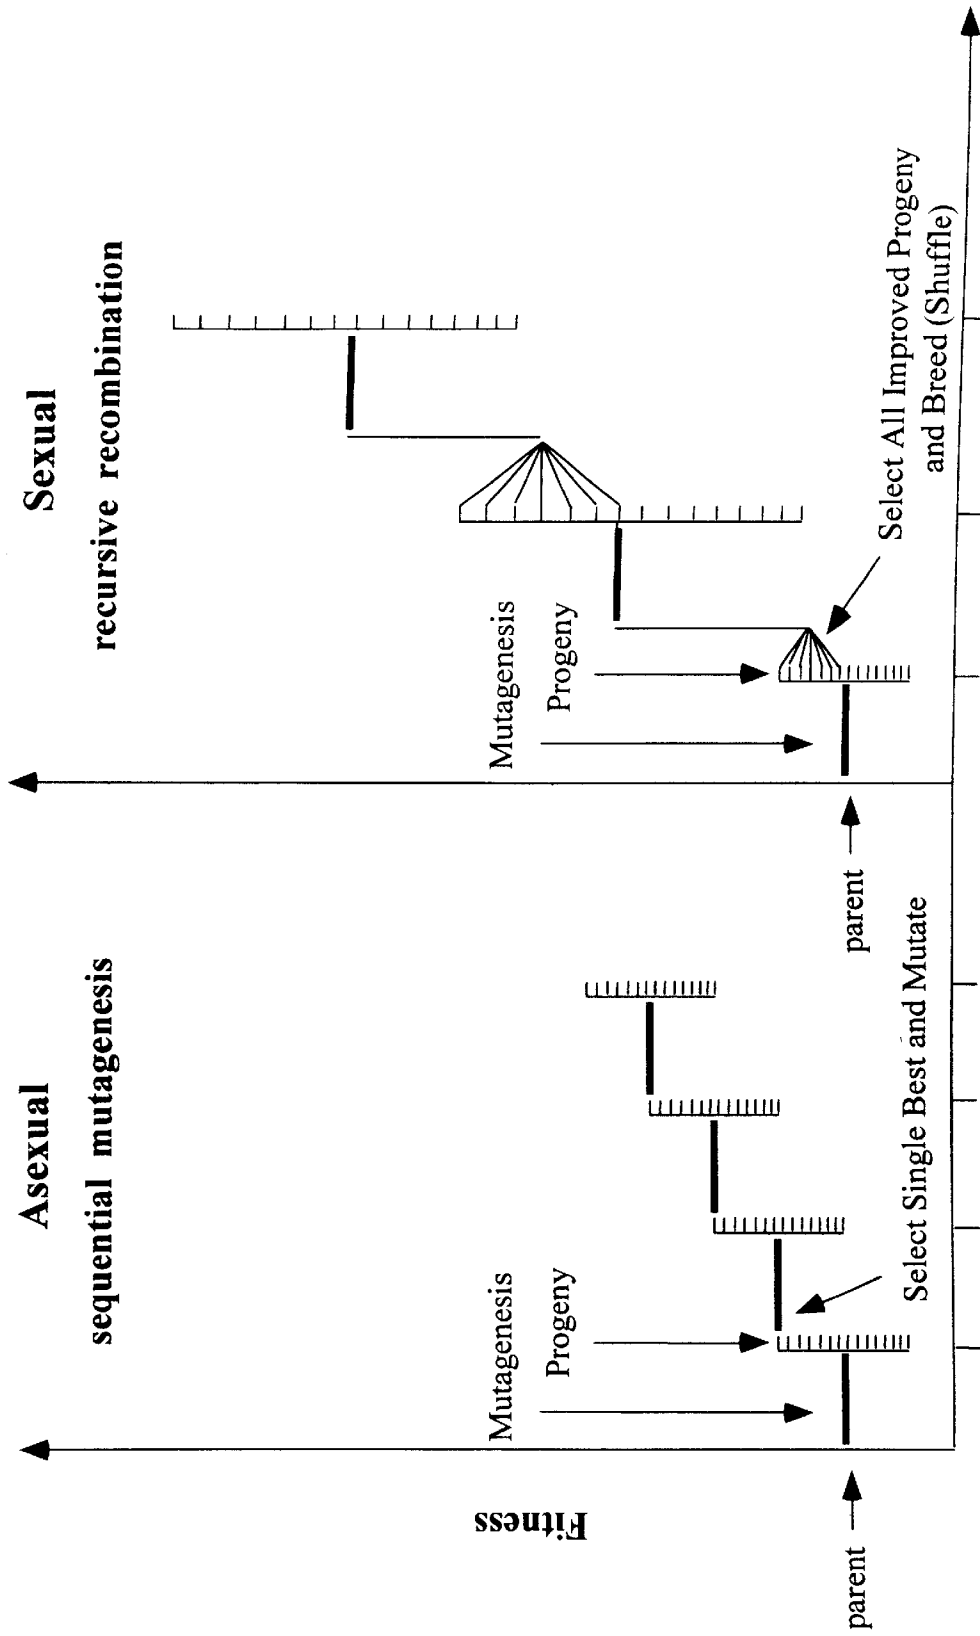 Asexual
sequential mutagenesis
Sexual
recursive recombination
Fitness
Mutagenesis
Progeny
parent
Select Single Best and Mutate
Mutagenesis
Progeny
parent
Select All Improved Progeny
and Breed (Shuffle)